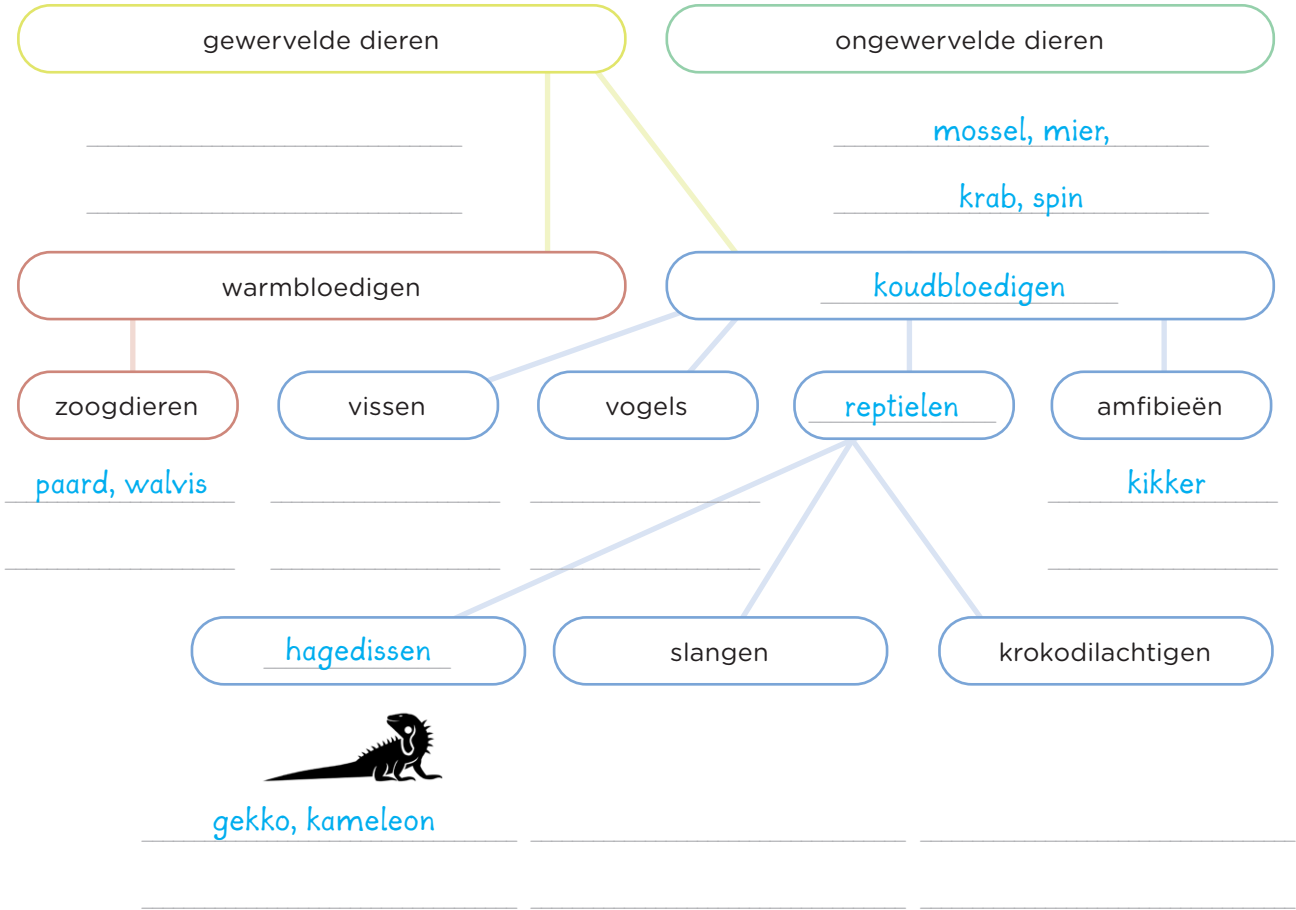 gewervelde dieren
ongewervelde dieren
mossel, mier,
krab, spin
warmbloedigen
koudbloedigen
zoogdieren
vissen
vogels
reptielen
amfibieën
paard, walvis
kikker
hagedissen
slangen
krokodilachtigen
gekko, kameleon